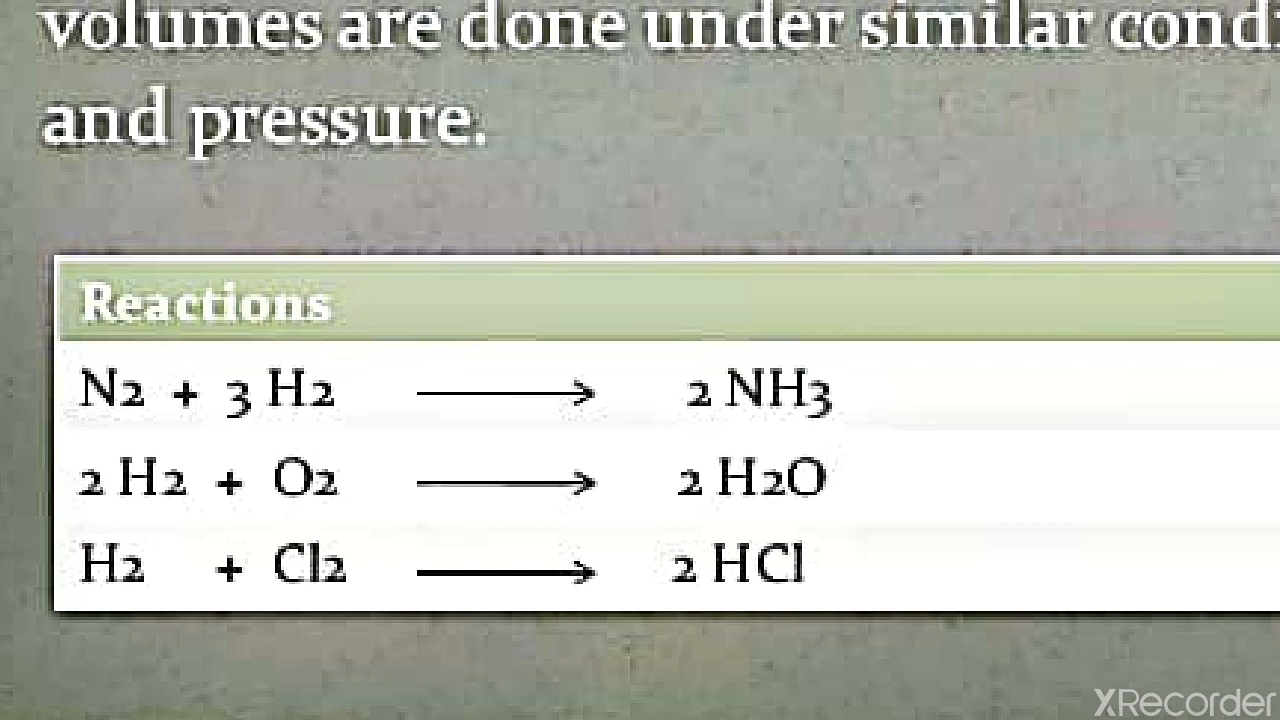 volumes are done under similar cond
and pressure.
Reactions
N2 + 3 H2 ⟶ 2 NH3
2 H2 + O2 ⟶ 2 H2O
H2 + Cl2 ⟶ 2 HCl
XRecorder